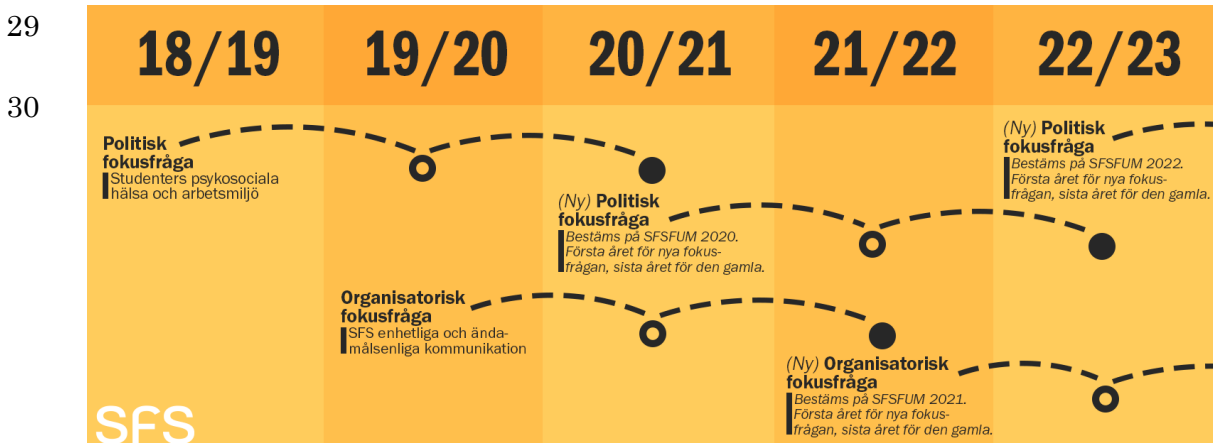 29
18/19 19/20 20/21 21/22 22/23
30
Politisk
fokusfråga
Studenters psykosociala
hälsa och arbetsmiljö
(Ny) Politisk
fokusfråga
Bestäms på SFSFUM 2022.
Första året för nya fokus-
frågan, sista året för den gamla.
(Ny) Politisk
fokusfråga
Bestäms på SFSFUM 2020.
Första året för nya fokus-
frågan, sista året för den gamla.
Organisatorisk
fokusfråga
SFS enhetliga och ända-
målsenliga kommunikation
(Ny) Organisatorisk
fokusfråga
Bestäms på SFSFUM 2021.
Första året för nya fokus-
frågan, sista året för den gamla.
SFS